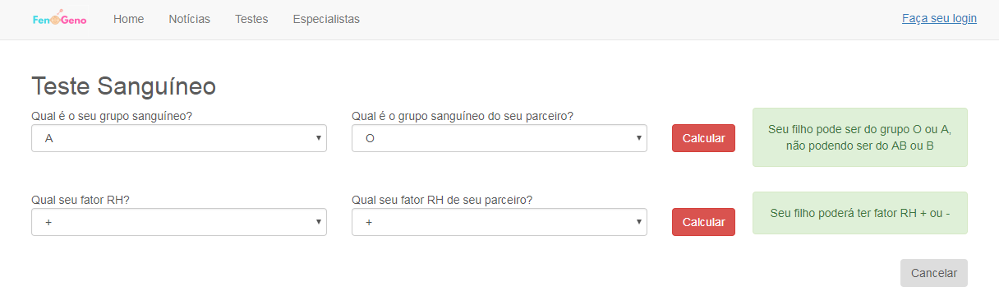 FenoGeno Home Notícias Testes Especialistas Faça seu login
Teste Sanguíneo
Qual é o seu grupo sanguíneo? Qual é o grupo sanguíneo do seu parceiro?
A O Calcular
Seu filho pode ser do grupo O ou A,
não podendo ser do AB ou B
Qual seu fator RH? Qual seu fator RH de seu parceiro?
+ + Calcular
Seu filho poderá ter fator RH + ou -
Cancelar